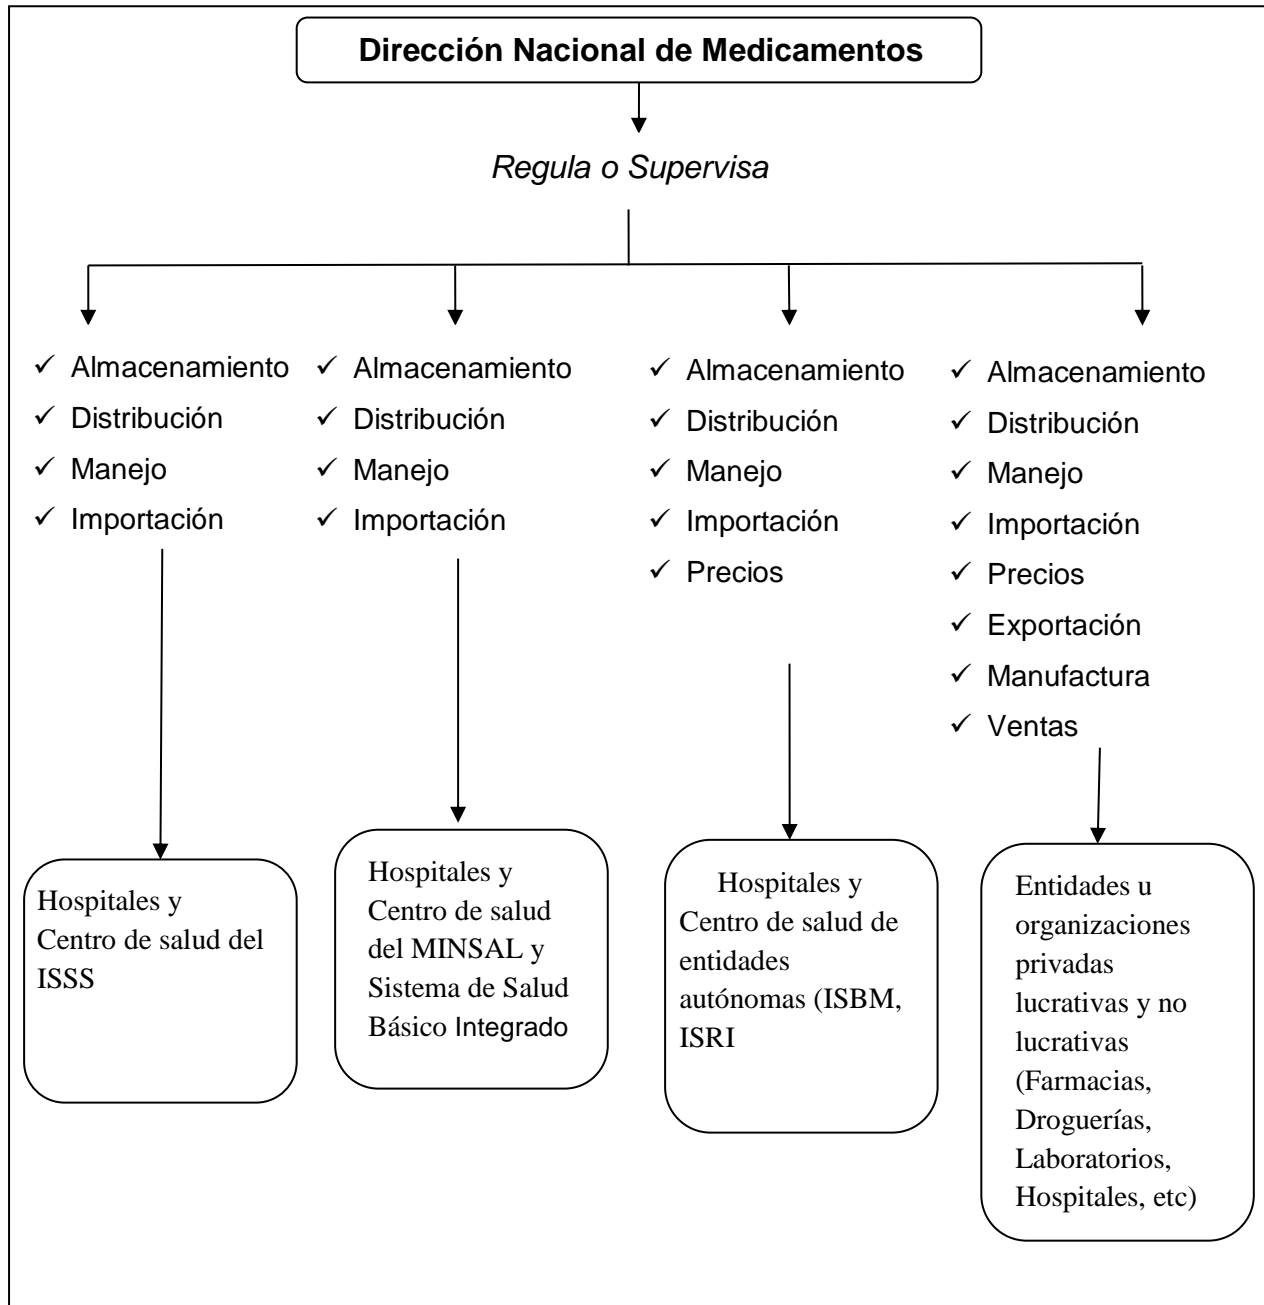 Dirección Nacional de Medicamentos
Regula o Supervisa
✓ Almacenamiento
✓ Distribución
✓ Manejo
✓ Importación
✓ Almacenamiento
✓ Distribución
✓ Manejo
✓ Importación
✓ Almacenamiento
✓ Distribución
✓ Manejo
✓ Importación
✓ Precios
✓ Almacenamiento
✓ Distribución
✓ Manejo
✓ Importación
✓ Precios
✓ Exportación
✓ Manufactura
✓ Ventas
Hospitales y
Centro de salud del
ISSS
Hospitales y
Centro de salud
del MINSAL y
Sistema de Salud
Básico Integrado
Hospitales y
Centro de salud de
entidades
autónomas (ISBM,
ISRI
Entidades u
organizaciones
privadas
lucrativas y no
lucrativas
(Farmacias,
Droguerías,
Laboratorios,
Hospitales, etc)